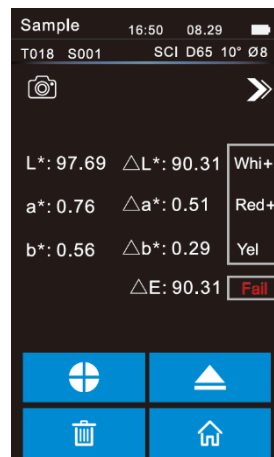 Sample 16:50 08.29
T018 S001 SCI D65 10° Ø8
L*: 97.69 △L*: 90.31 Whi+
a*: 0.76 △a*: 0.51 Red+
b*: 0.56 △b*: 0.29 Yel
△E: 90.31 Fail